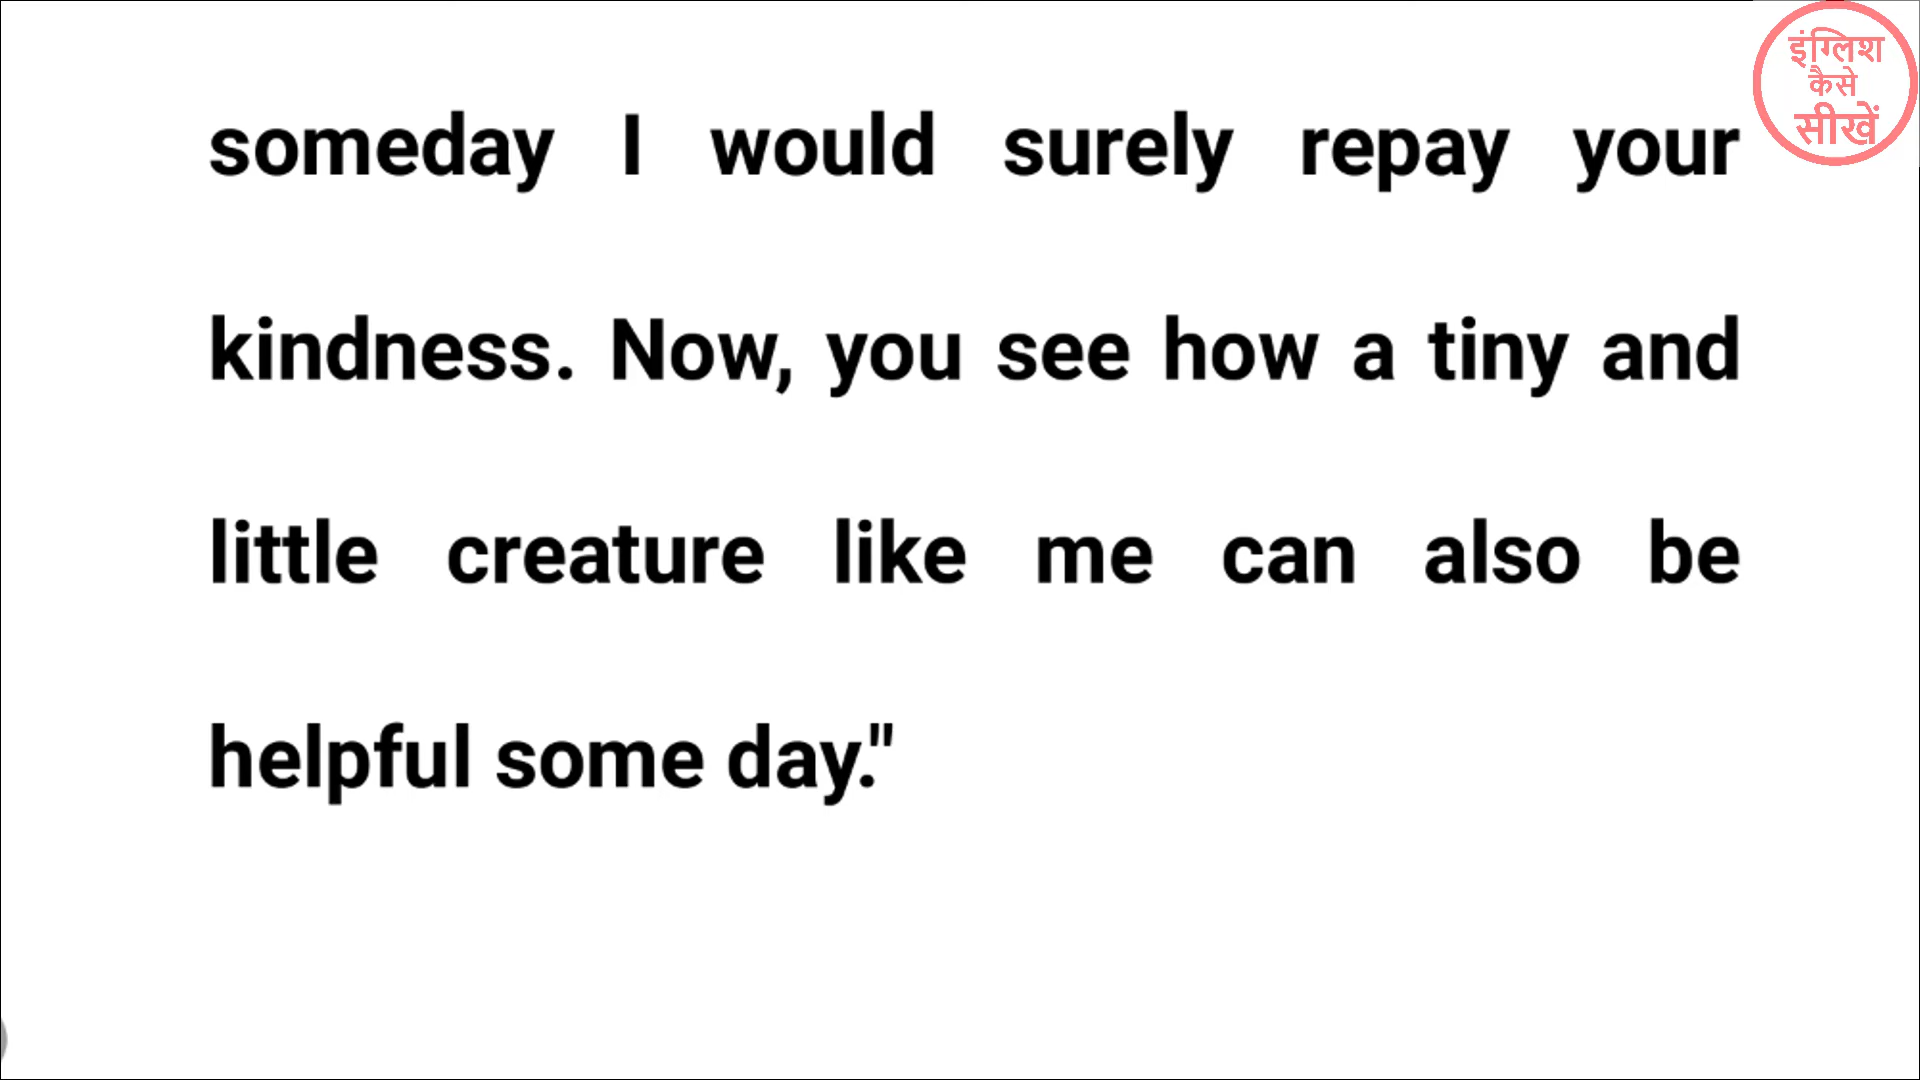 इंग्लिश
कैसे
सीखें
someday I would surely repay your
kindness. Now, you see how a tiny and
little creature like me can also be
helpful some day."